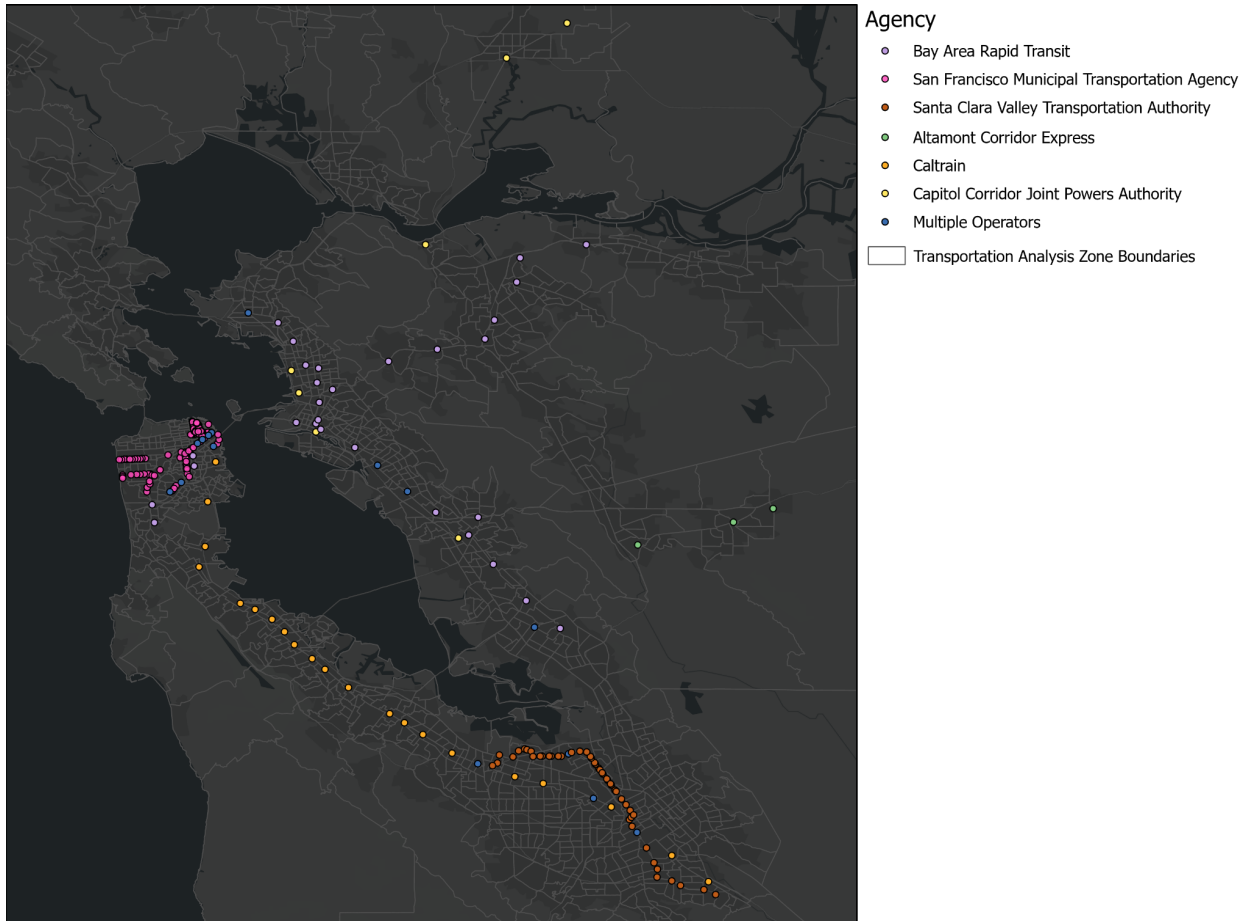 Agency
Bay Area Rapid Transit
San Francisco Municipal Transportation Agency
Santa Clara Valley Transportation Authority
Altamont Corridor Express
Caltrain
Capitol Corridor Joint Powers Authority
Multiple Operators
Transportation Analysis Zone Boundaries